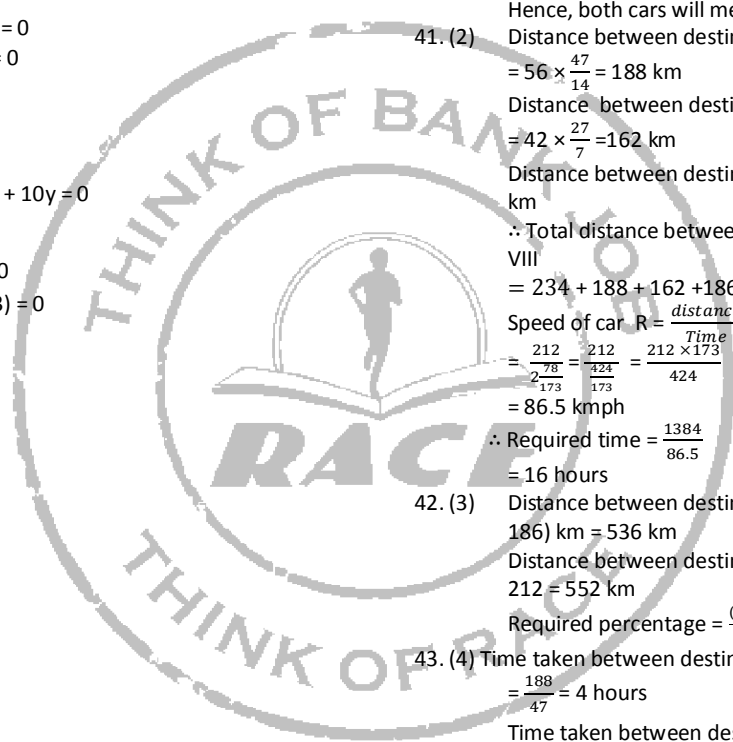 = 0
= 0
+ 10y = 0
0
) = 0
Hence, both cars will me
41. (2) Distance between destin
= 56 × 47/14 = 188 km
Distance between desti
= 42 × 27/7 =162 km
Distance between destin
km
∴ Total distance betwee
VIII
= 234 + 188 + 162 +186
Speed of car R = distanc/Time
= 212/2 78/173 = 212/424/173 = 212 ×173/424
= 86.5 kmph
∴ Required time = 1384/86.5
= 16 hours
42. (3) Distance between destin
186) km = 536 km
Distance between destin
212 = 552 km
Required percentage = (
43. (4) Time taken between destin
= 188/47 = 4 hours
Time taken between des
THINK OF BANK JOB
RACE
THINK OF RACE